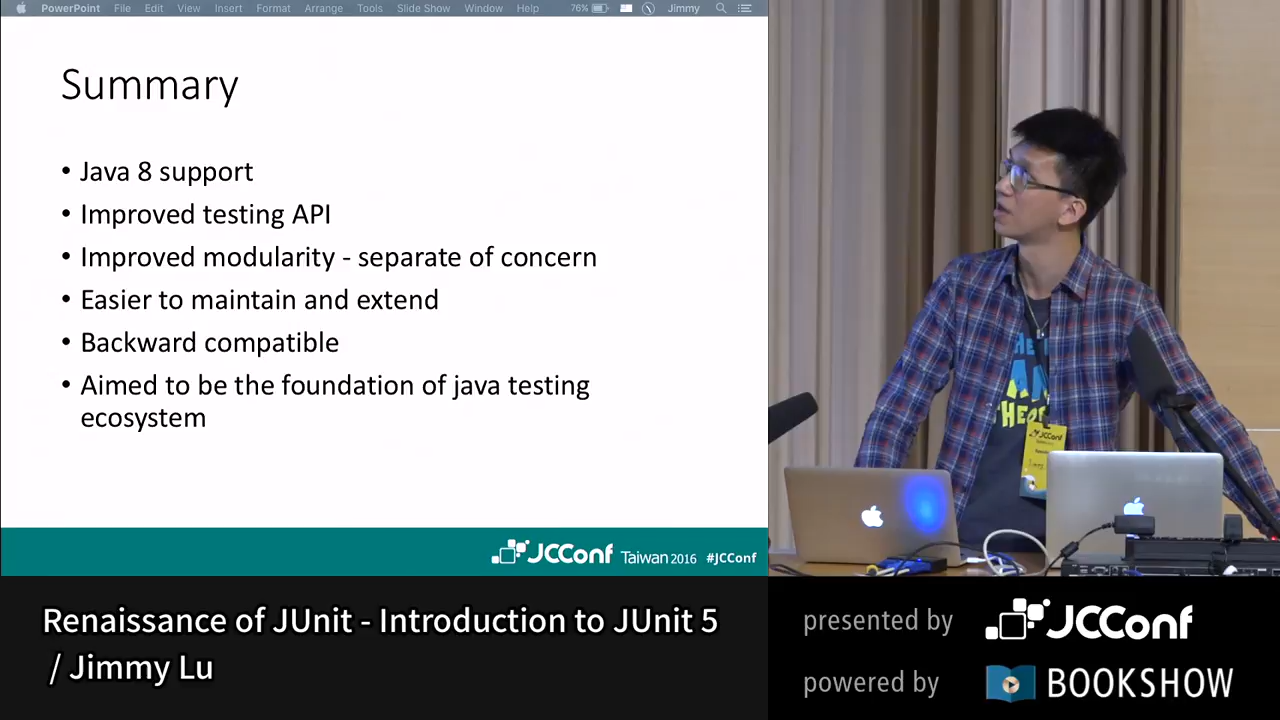 PowerPoint File Edit View Insert Format Arrange Tools Slide Show Window Help 76% Jimmy
Summary
• Java 8 support
• Improved testing API
• Improved modularity - separate of concern
• Easier to maintain and extend
• Backward compatible
• Aimed to be the foundation of java testing
ecosystem
JCConf Taiwan 2016 #JCConf
JCConf
Renaissance of JUnit - Introduction to JUnit 5
/ Jimmy Lu
presented by JCConf
powered by BOOKSHOW